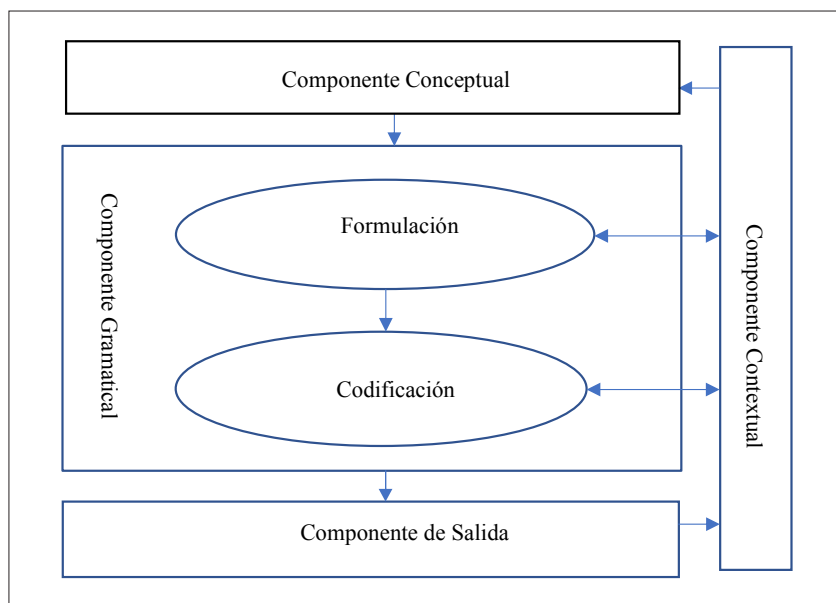 Componente Conceptual
Componente Gramatical
Formulación
Codificación
Componente de Salida
Componente Contextual